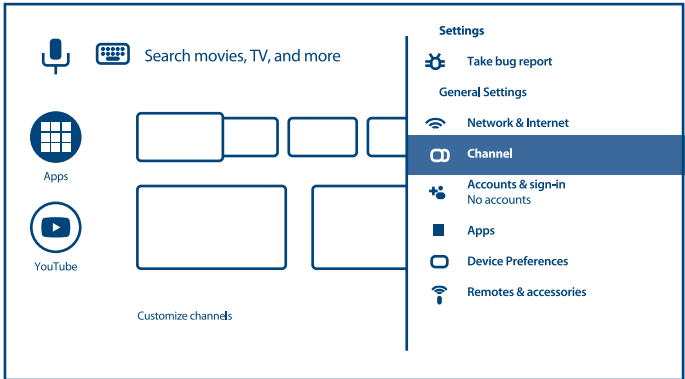 Search movies, TV, and more
Apps
YouTube
Customize channels
Settings
Take bug report
General Settings
Network & Internet
Channel
Accounts & sign-in
No accounts
Apps
Device Preferences
Remotes & accessories